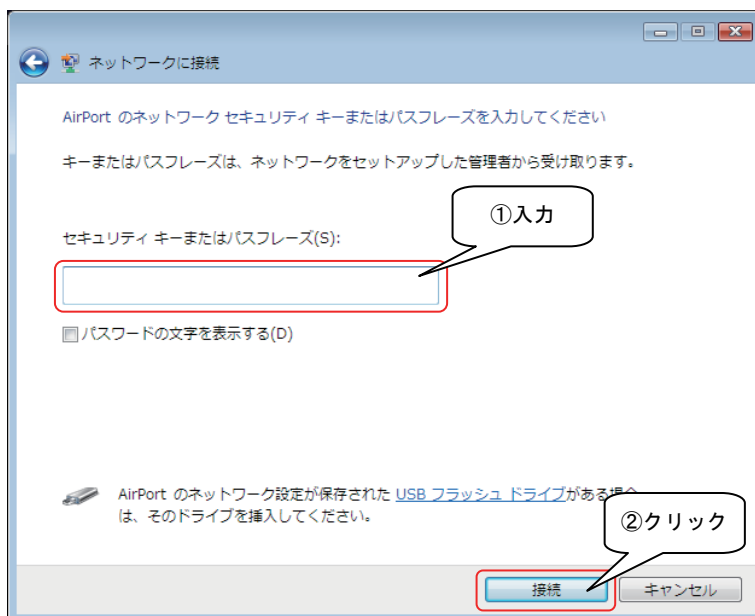 ネットワークに接続
AirPort のネットワーク セキュリティ キーまたはパスフレーズを入力してください
キーまたはパスフレーズは、ネットワークをセットアップした管理者から受け取ります。
①入力
セキュリティ キーまたはパスフレーズ(S):
パスワードの文字を表示する(D)
AirPort のネットワーク設定が保存された USB フラッシュ ドライブがある場合
は、そのドライブを挿入してください。
②クリック
接続
キャンセル